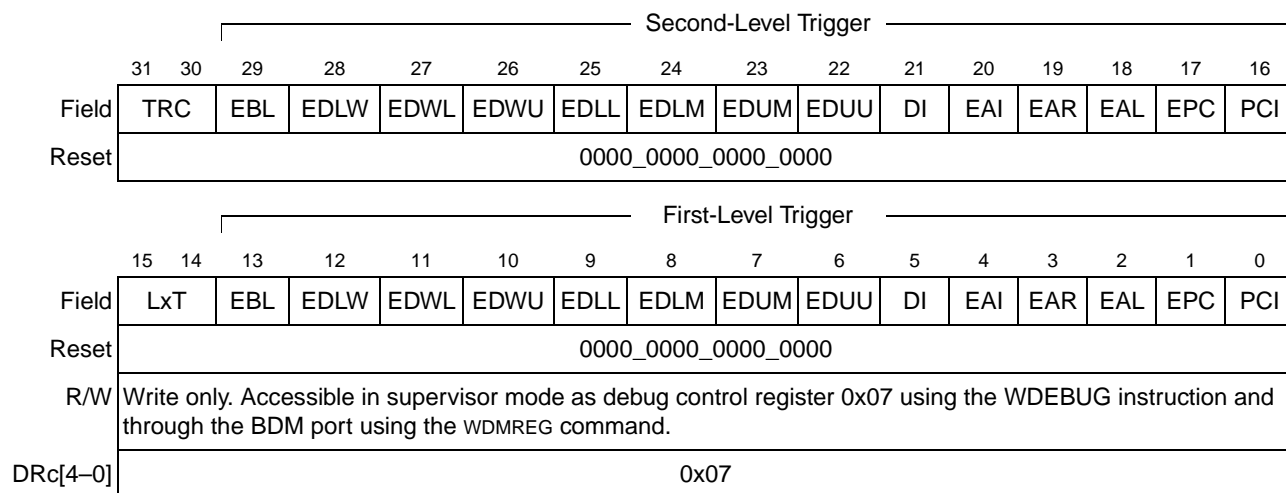 Second-Level Trigger
31 30 29 28 27 26 25 24 23 22 21 20 19 18 17 16
Field TRC EBL EDLW EDWL EDWU EDLL EDLM EDUM EDUU DI EAI EAR EAL EPC PCI
Reset 0000_0000_0000_0000
First-Level Trigger
15 14 13 12 11 10 9 8 7 6 5 4 3 2 1 0
Field LxT EBL EDLW EDWL EDWU EDLL EDLM EDUM EDUU DI EAI EAR EAL EPC PCI
Reset 0000_0000_0000_0000
R/W Write only. Accessible in supervisor mode as debug control register 0x07 using the WDEBUG instruction and
through the BDM port using the WDMREG command.
DRc[4–0] 0x07